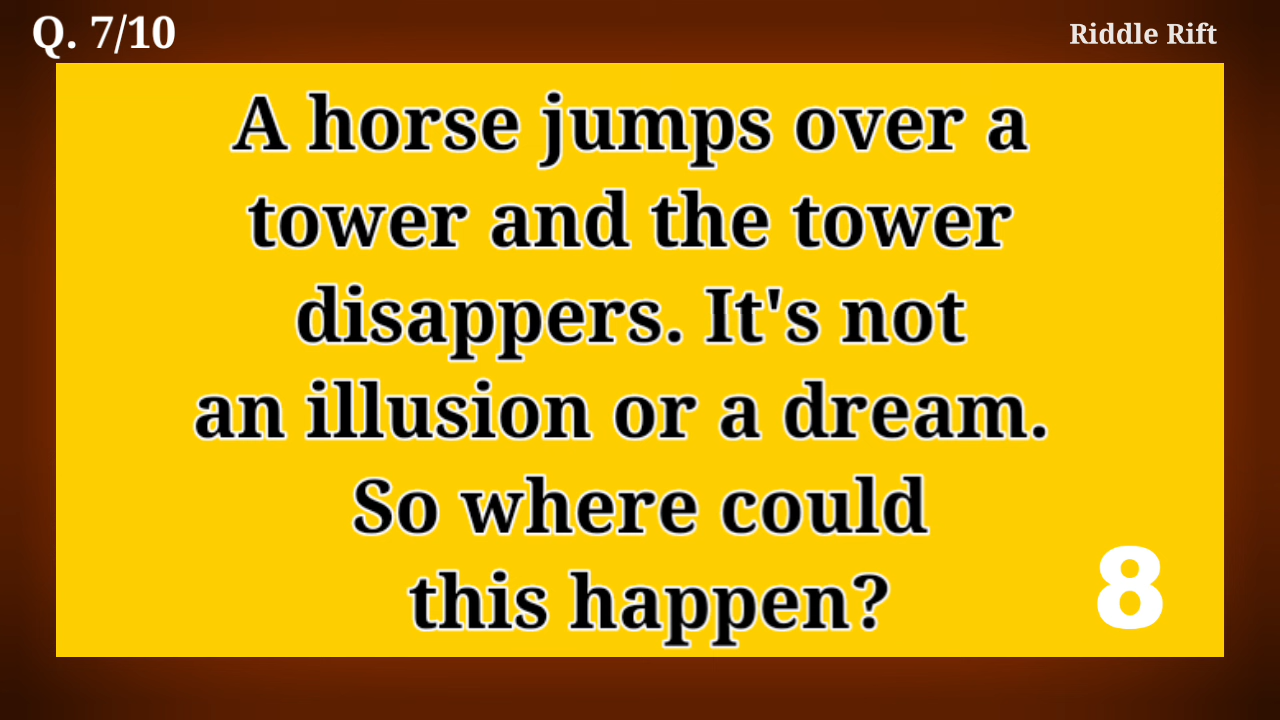 Q. 7/10
Riddle Rift
A horse jumps over a
tower and the tower
disappers. It's not
an illusion or a dream.
So where could
this happen?
8